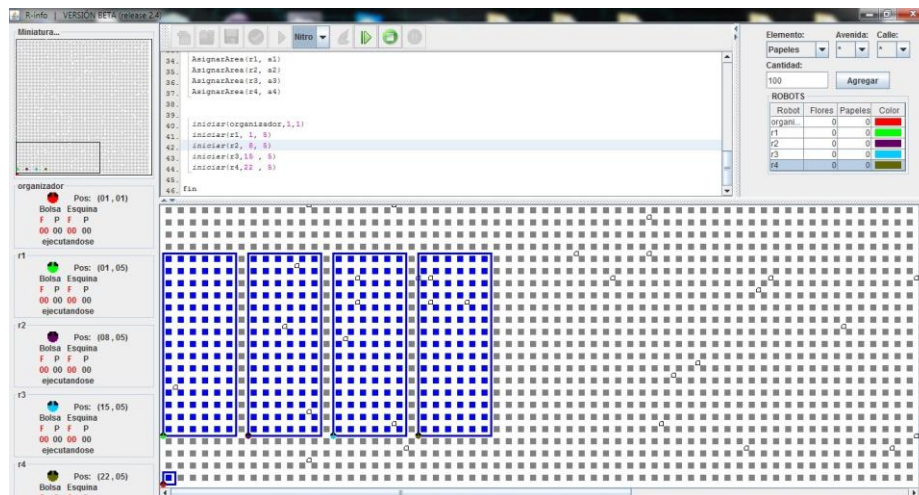 R-info | VERSIÓN BETA (release 2.4)
Miniatura...
Nitro
34. AsignarArea(r1, a1)
35. AsignarArea(r2, a2)
36. AsignarArea(r3, a3)
37. AsignarArea(r4, a4)
38.
39.
40. iniciar(organizador,1,1)
41. iniciar(r1, 1, 5)
42. iniciar(r2, 8, 5)
43. iniciar(r3,15 , 5)
44. iniciar(r4,22 , 5)
45.
46. fin
Elemento: Avenida: Calle:
Papeles * *
Cantidad:
100 Agregar
ROBOTS
Robot Flores Papeles Color
organi... 0 0
r1 0 0
r2 0 0
r3 0 0
r4 0 0
organizador
Pos: (01 , 01)
Bolsa Esquina
F P F P
00 00 00 00
ejecutandose
r1
Pos: (01 , 05)
Bolsa Esquina
F P F P
00 00 00 00
ejecutandose
r2
Pos: (08 , 05)
Bolsa Esquina
F P F P
00 00 00 00
ejecutandose
r3
Pos: (15 , 05)
Bolsa Esquina
F P F P
00 00 00 00
ejecutandose
r4
Pos: (22 , 05)
Bolsa Esquina